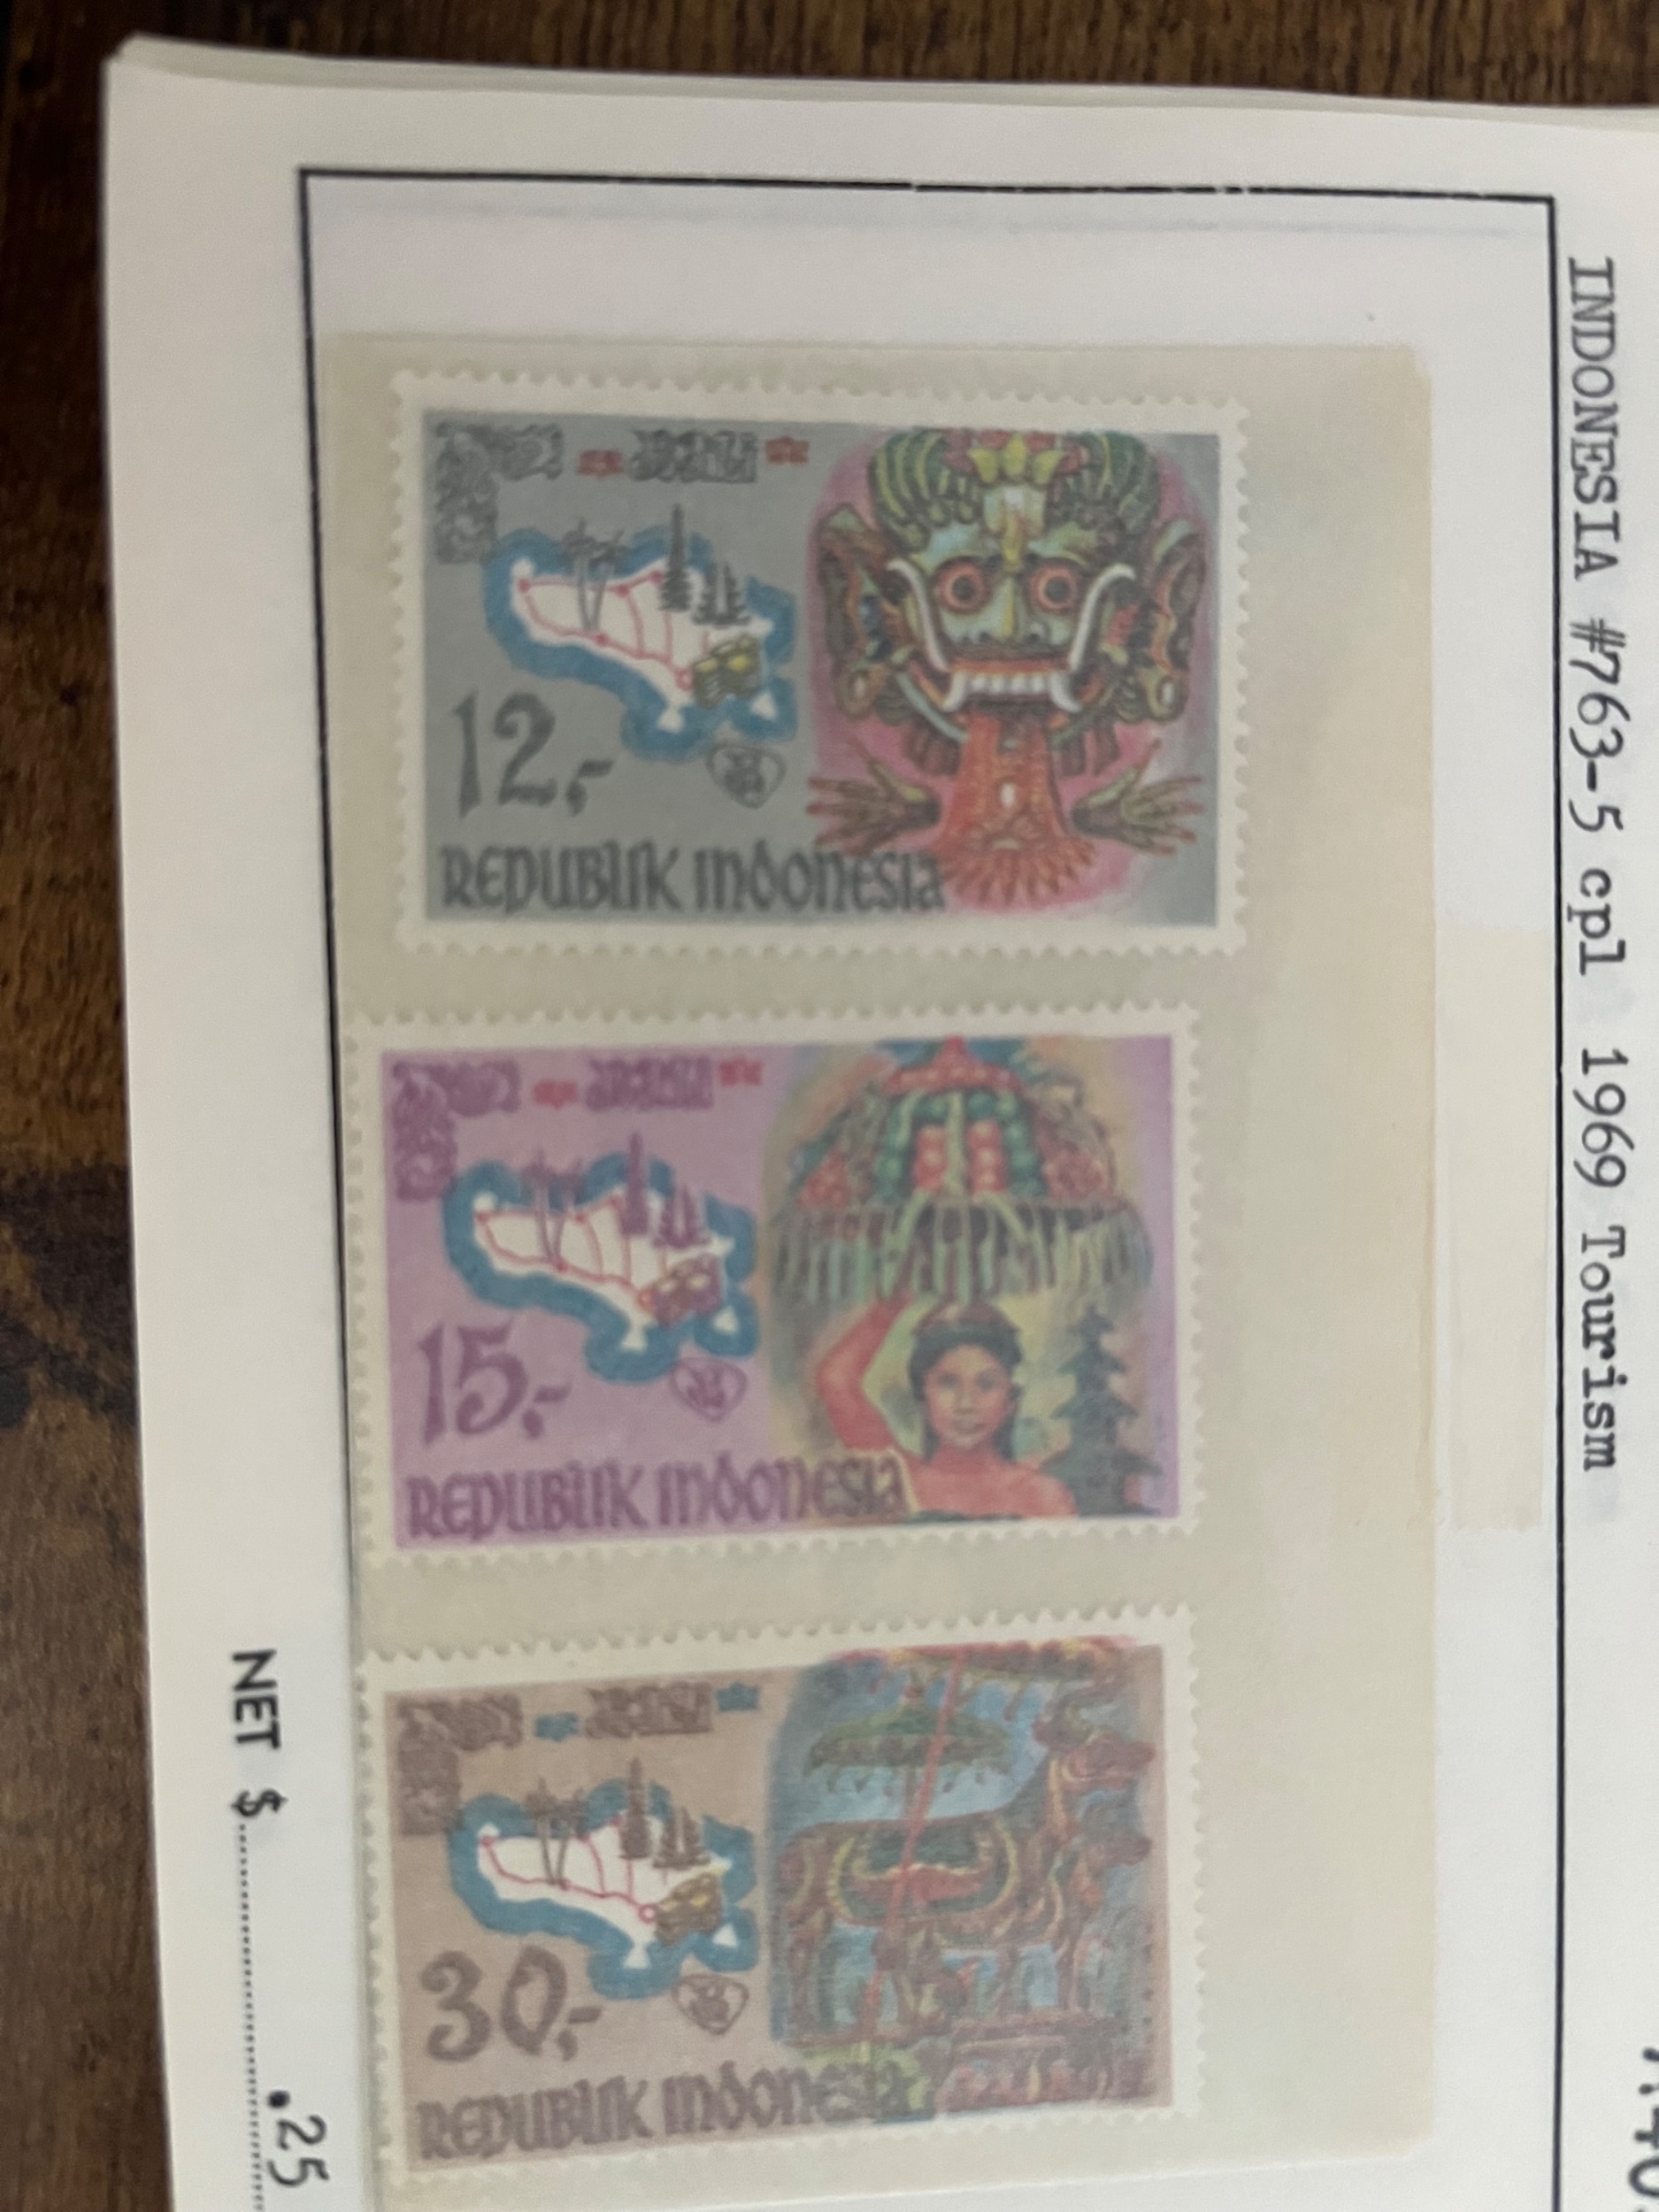 INDONESIA #763-5 cpl 1969 Tourism
12,-
REPUBLIK INDONESIA
15,-
REPUBLIK INDONESIA
30,-
REPUBLIK INDONESIA
NET $ .25